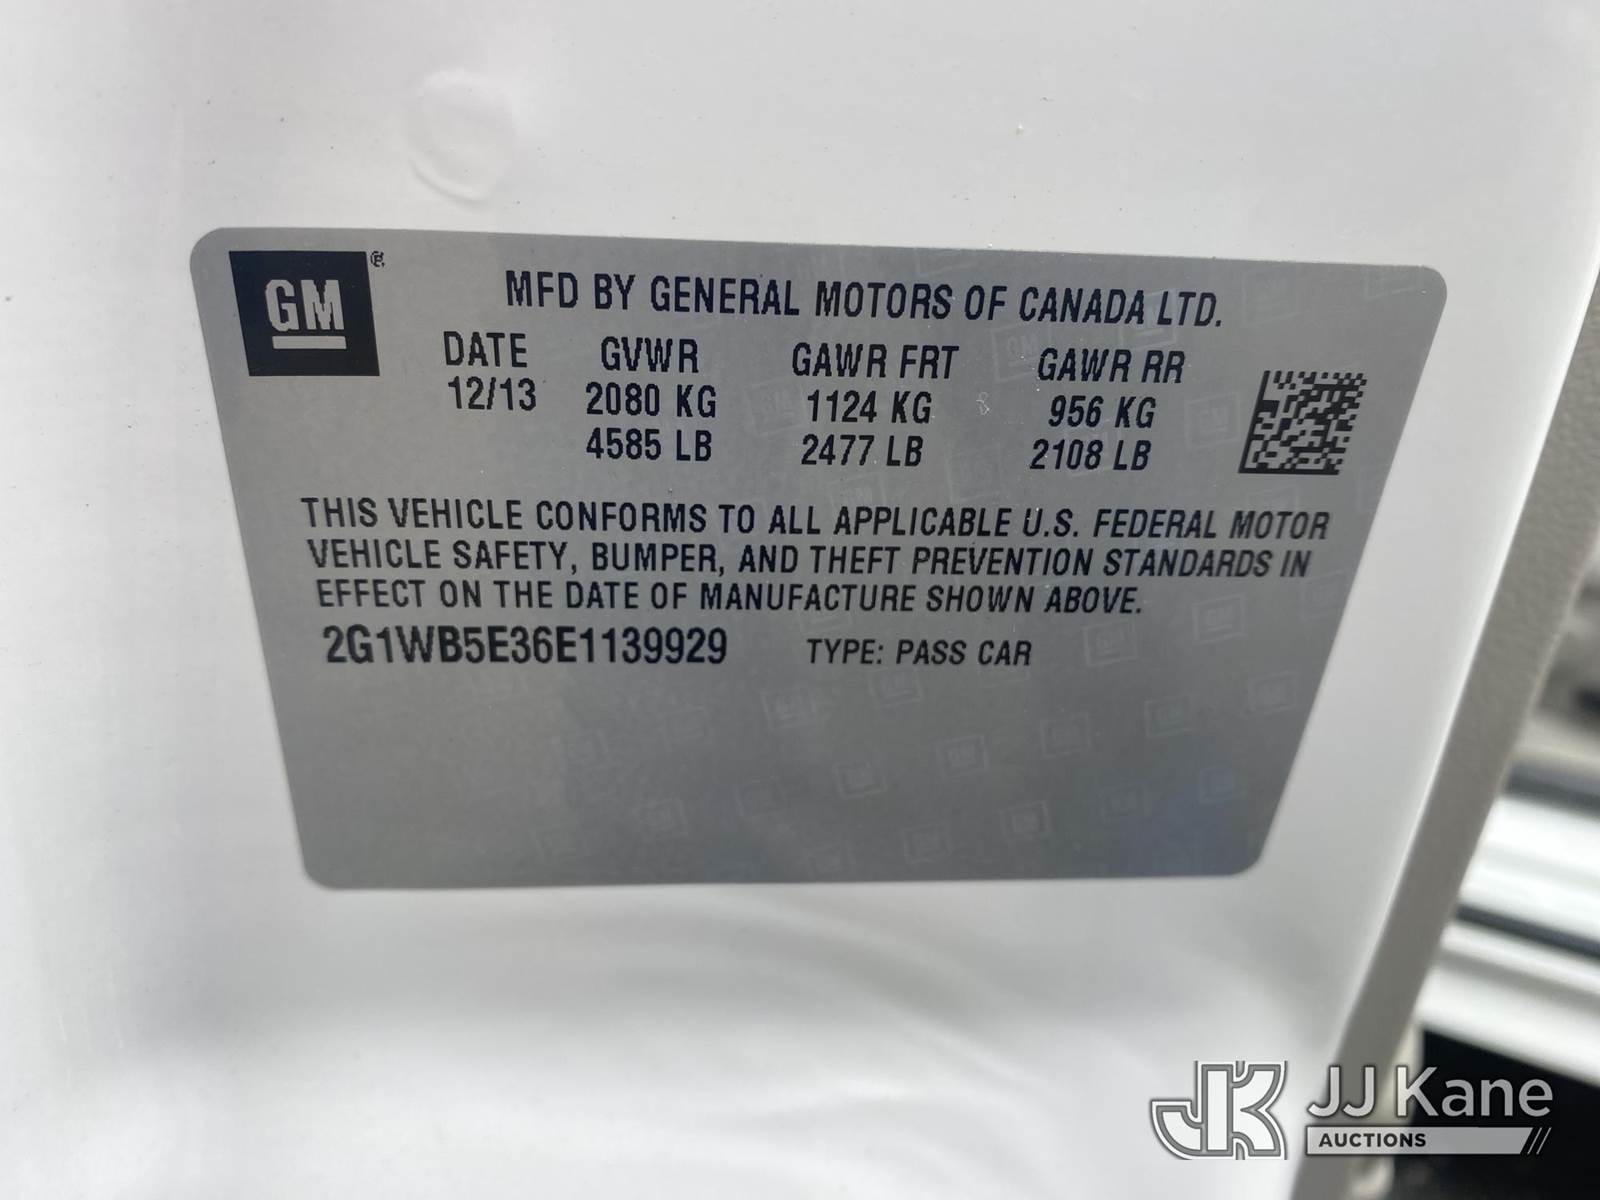 GM ®
MFD BY GENERAL MOTORS OF CANADA LTD.
DATE GVWR GAWR FRT GAWR RR
12/13 2080 KG 1124 KG 956 KG
4585 LB 2477 LB 2108 LB
THIS VEHICLE CONFORMS TO ALL APPLICABLE U.S. FEDERAL MOTOR
VEHICLE SAFETY, BUMPER, AND THEFT PREVENTION STANDARDS IN
EFFECT ON THE DATE OF MANUFACTURE SHOWN ABOVE.
2G1WB5E36E1139929 TYPE: PASS CAR
JK JJ Kane
AUCTIONS